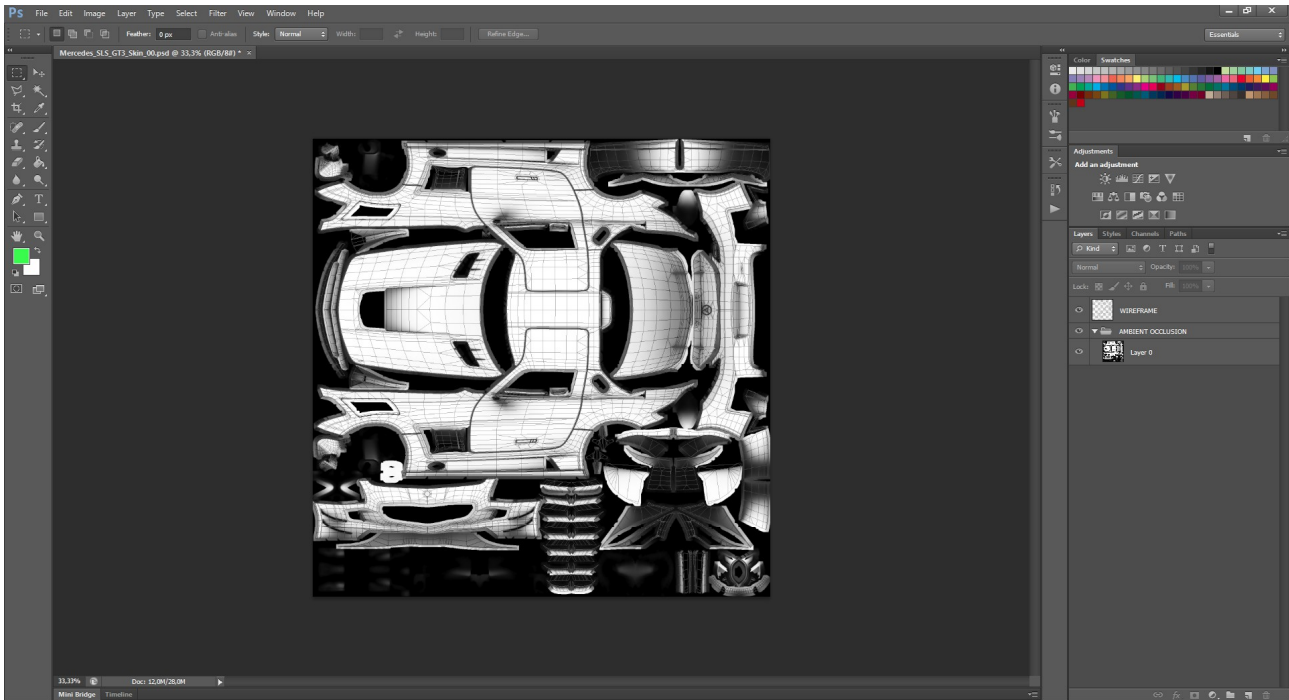 Ps File Edit Image Layer Type Select Filter View Window Help
Feather: 0 px Anti-alias Style: Normal Width: Height: Refine Edge... Essentials
Mercedes_SLS_GT3_Skin_00.psd @ 33,3% (RGB/8#) * ×
Color Swatches
Adjustments
Add an adjustment
Layers Styles Channels Paths
Kind
Normal Opacity: 100%
Lock: Fill: 100%
WIREFRAME
AMBIENT OCCLUSION
Layer 0
8
33,33% Doc: 12,0M/28,0M
Mini Bridge Timeline